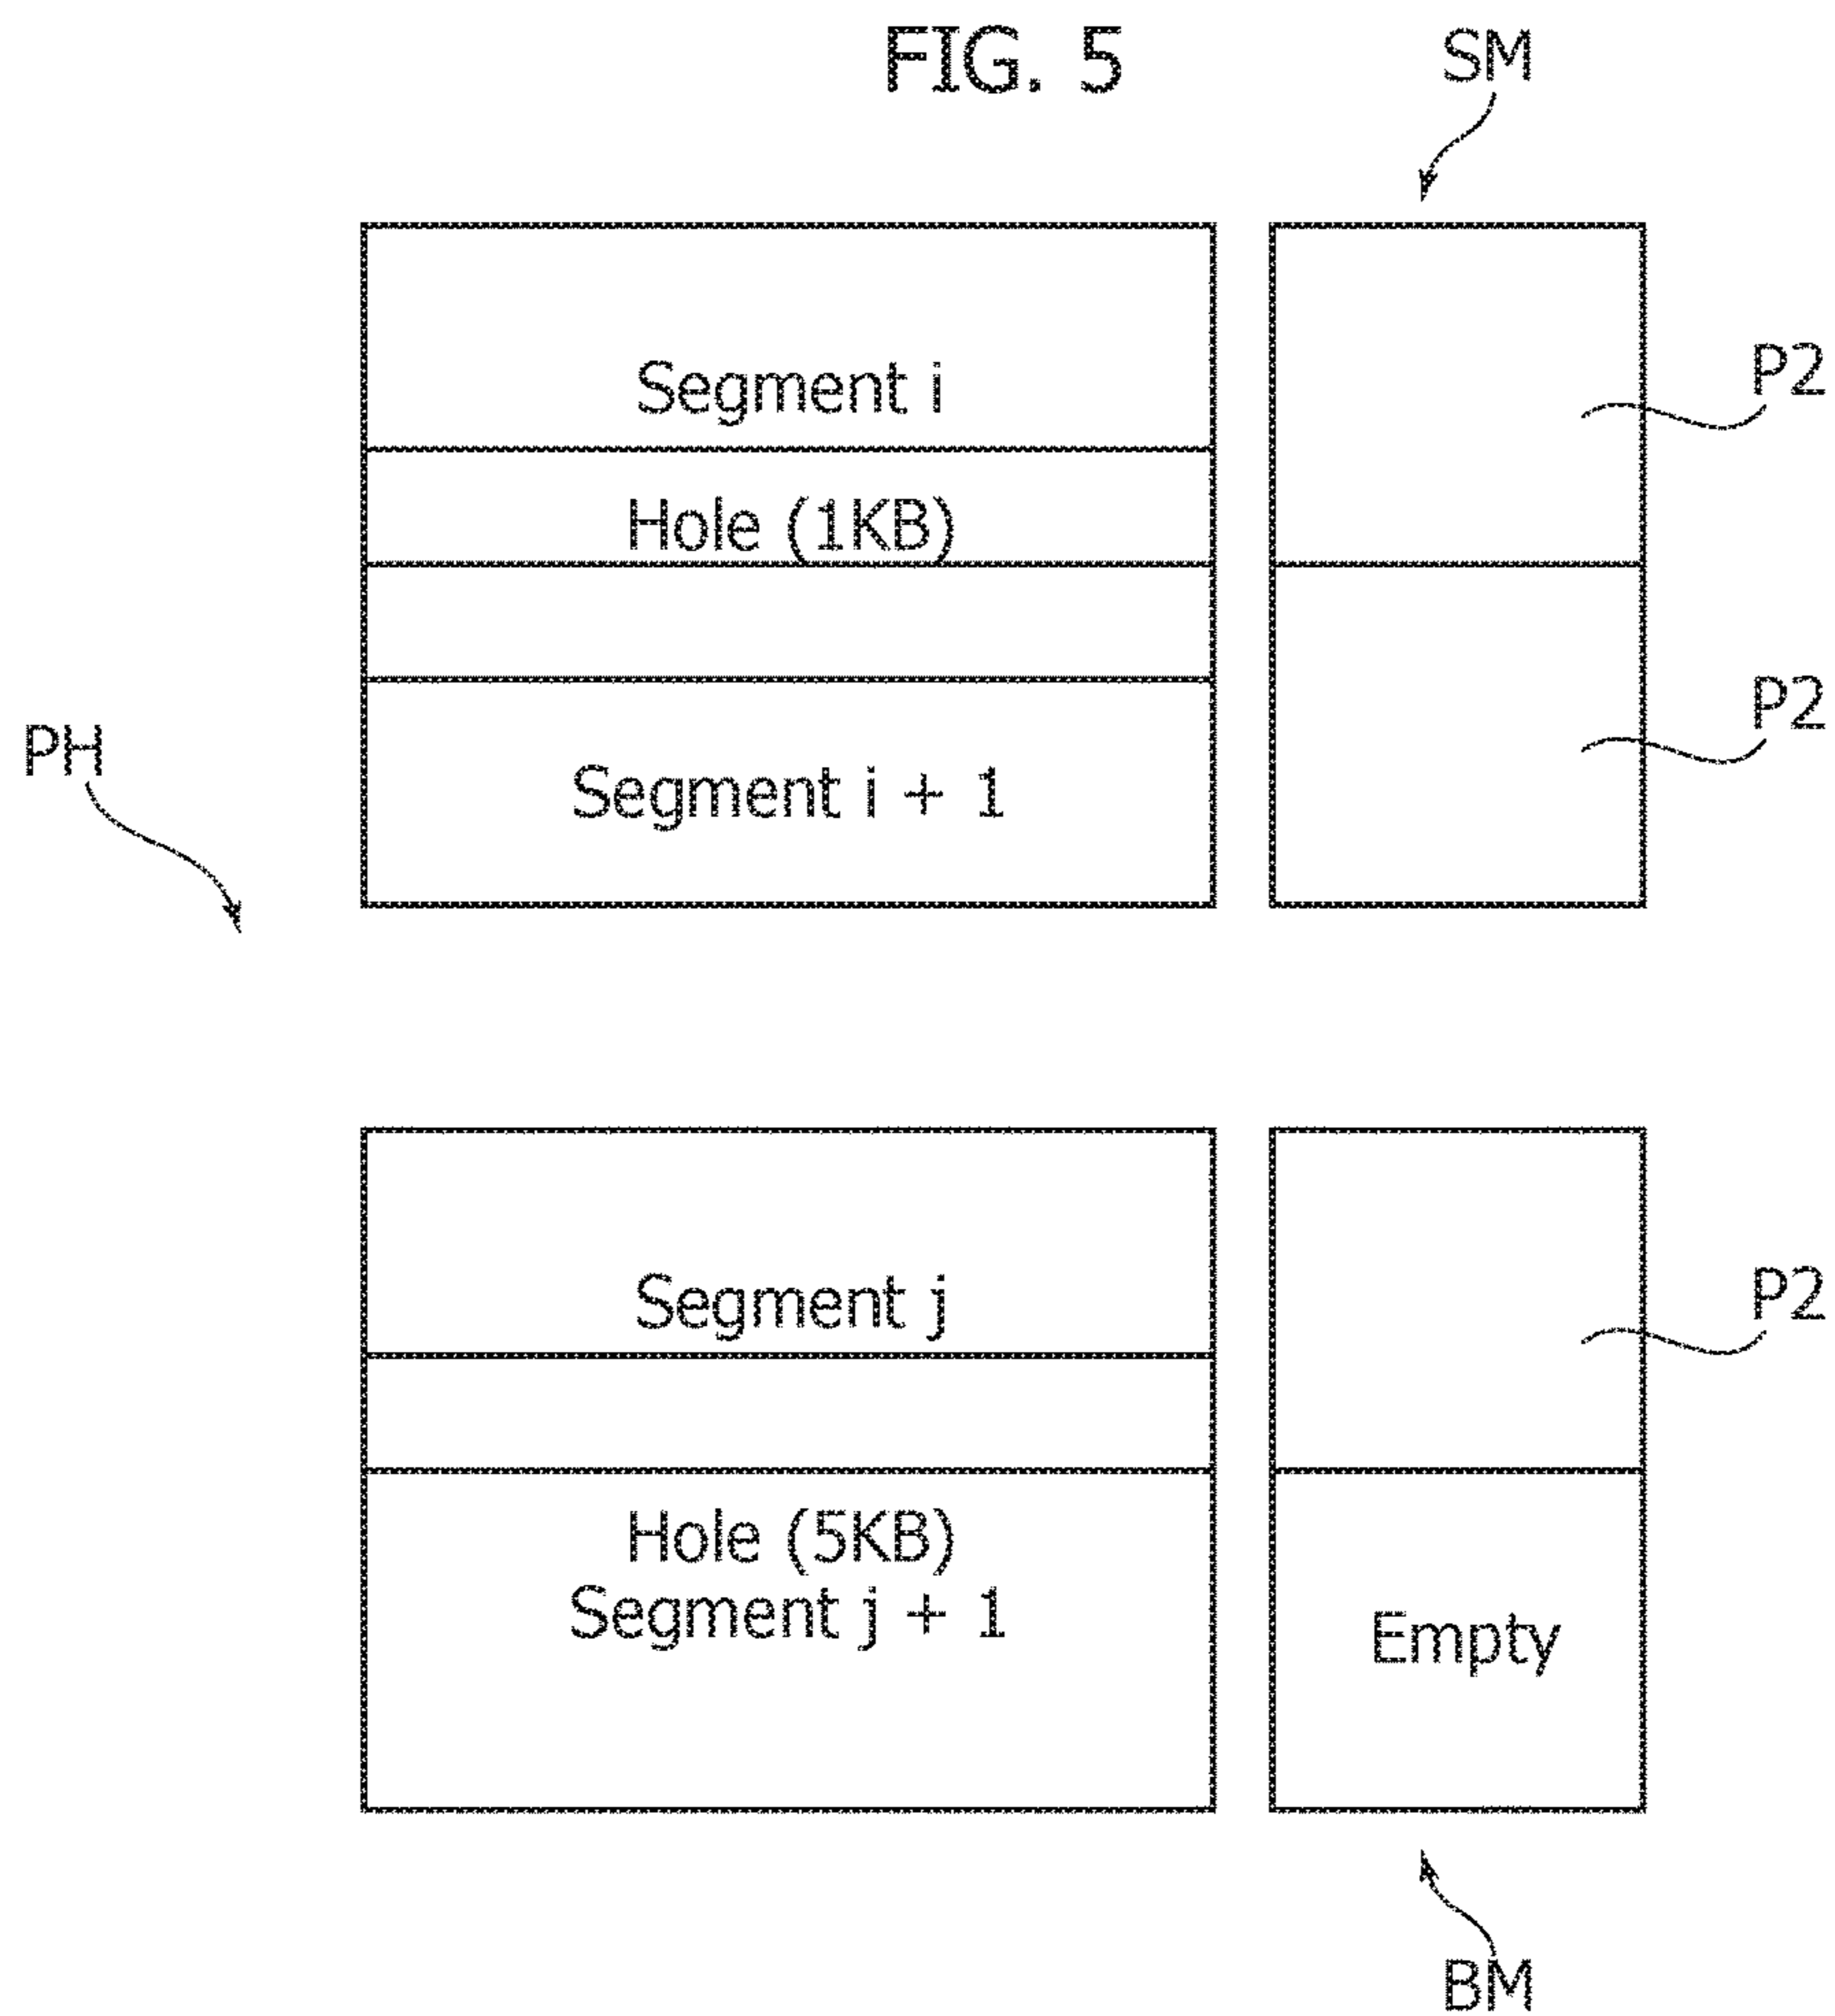 FIG. 5
SM
Segment i
P2
Hole (1KB)
P2
PH
Segment i + 1
Segment j
P2
Hole (5KB)
Segment j + 1
Empty
BM